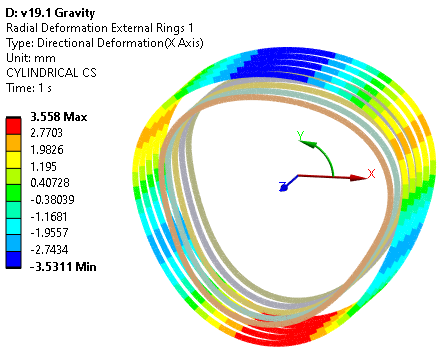 D: v19.1 Gravity
Radial Deformation External Rings 1
Type: Directional Deformation(X Axis)
Unit: mm
CYLINDRICAL CS
Time: 1 s
3.558 Max
2.7703
1.9826
1.195
0.40728
-0.38039
-1.1681
-1.9557
-2.7434
-3.5311 Min
Y
X
Z